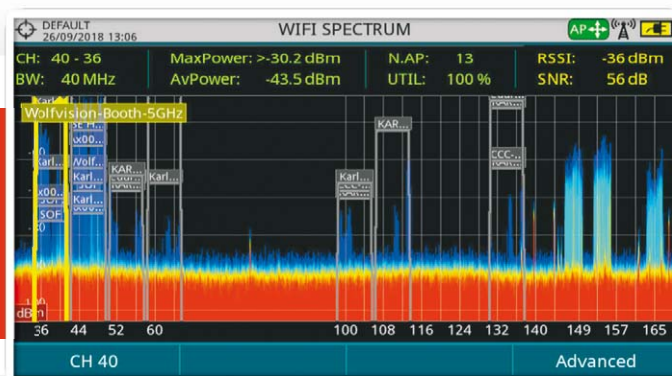 DEFAULT
26/09/2018 13:06
WIFI SPECTRUM
AP
CH: 40 - 36
MaxPower: >-30.2 dBm
N.AP: 13
RSSI: -36 dBm
BW: 40 MHz
AvPower: -43.5 dBm
UTIL: 100 %
SNR: 56 dB
Wolfvision-Booth-5GHz
KAR...
Karl...
Wolf...
KAR...
CCC-...
Karl...
Karl...
Karl...
SOF
Karl...
dBm
36 44 52 60 100 108 116 124 132 140 149 157 165
CH 40
Advanced